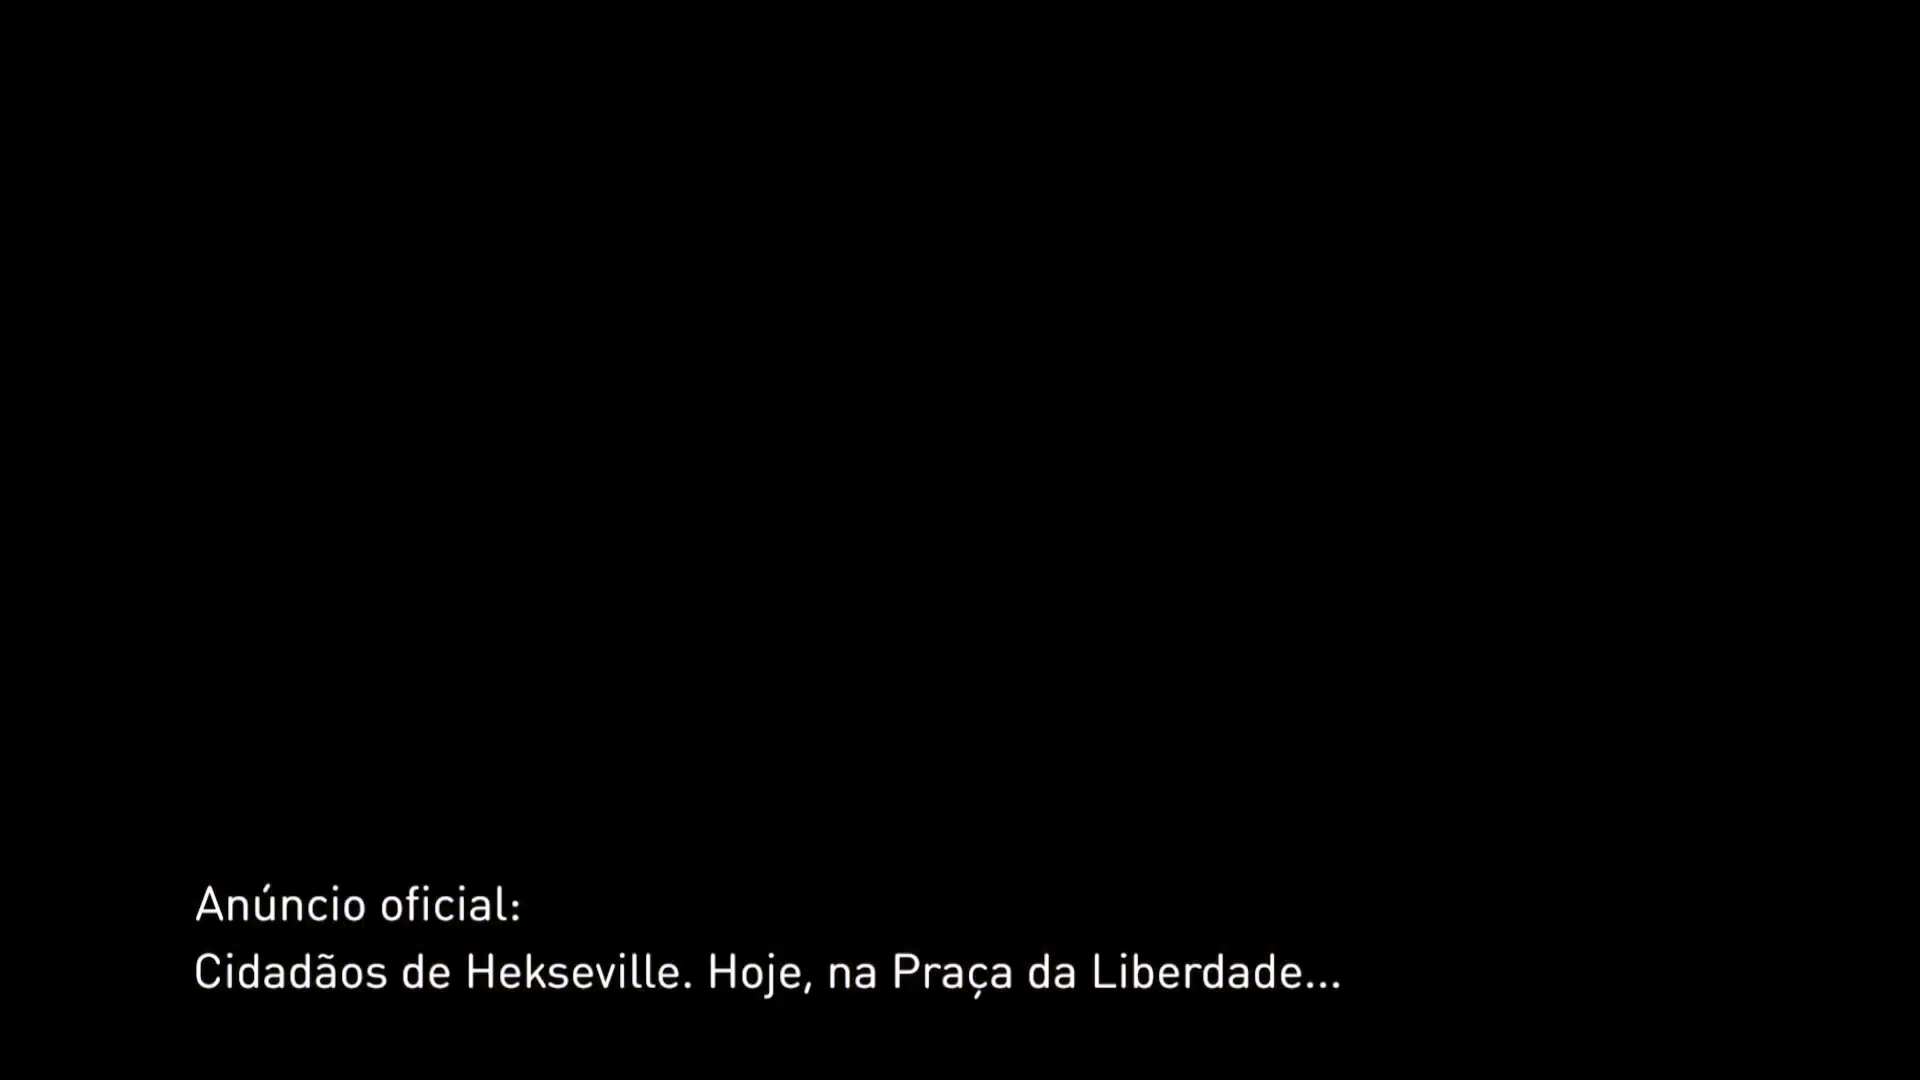 Anúncio oficial:
Cidadãos de Hekseville. Hoje, na Praça da Liberdade...